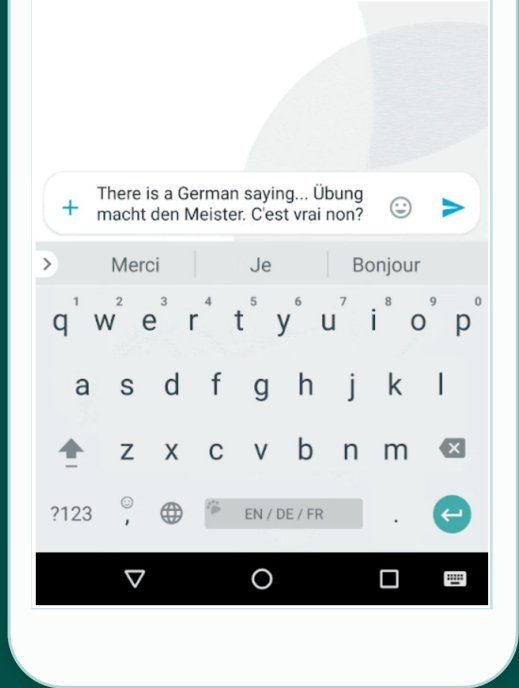 There is a German saying... Übung
macht den Meister. C'est vrai non?
Merci Je Bonjour
1 2 3 4 5 6 7 8 9 0
q w e r t y u i o p
a s d f g h j k l
z x c v b n m
?123 , EN / DE / FR .